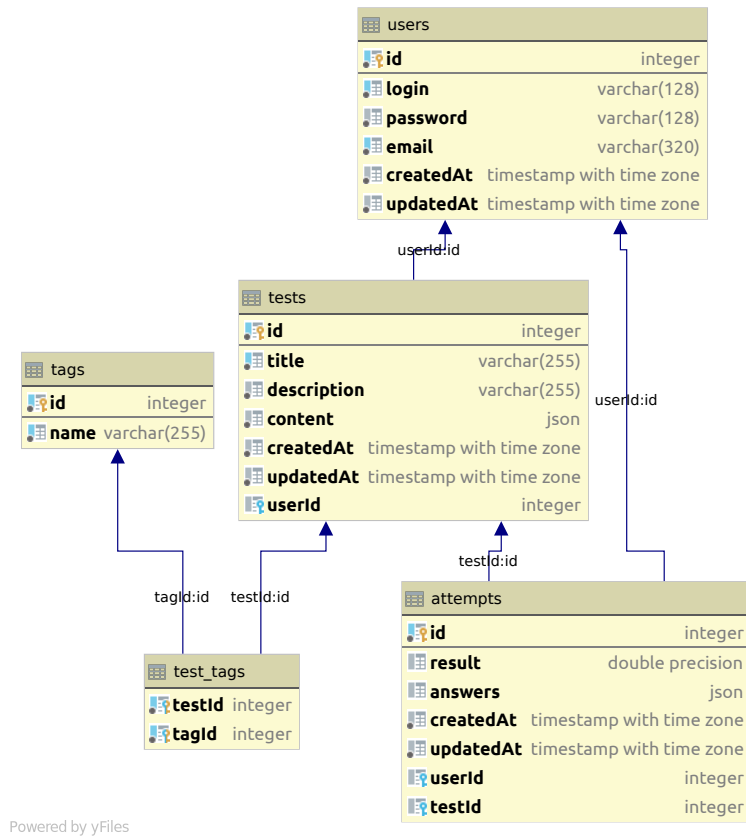 users
id integer
login varchar(128)
password varchar(128)
email varchar(320)
createdAt timestamp with time zone
updatedAt timestamp with time zone
userId:id
tests
id integer
title varchar(255)
description varchar(255)
content json
createdAt timestamp with time zone
updatedAt timestamp with time zone
userId integer
tags
id integer
name varchar(255)
userId:id
testId:id
tagId:id
testId:id
attempts
id integer
result double precision
answers json
createdAt timestamp with time zone
updatedAt timestamp with time zone
userId integer
testId integer
test_tags
testId integer
tagId integer
Powered by yFiles